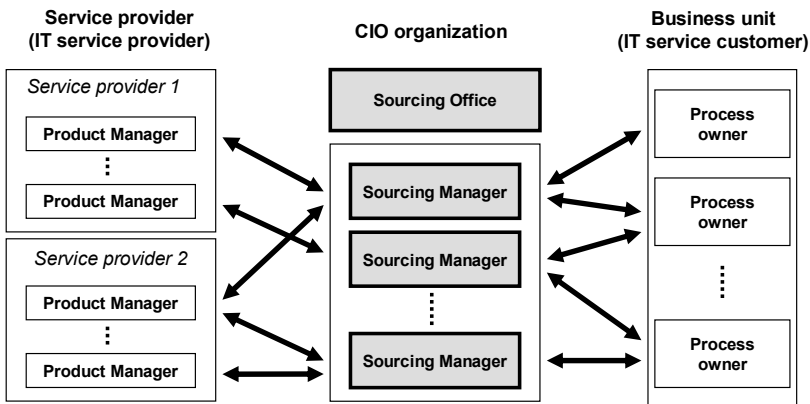 Service provider
(IT service provider)
CIO organization
Business unit
(IT service customer)
Service provider 1
Product Manager
Product Manager
Service provider 2
Product Manager
Product Manager
Sourcing Office
Sourcing Manager
Sourcing Manager
Sourcing Manager
Process
owner
Process
owner
Process
owner